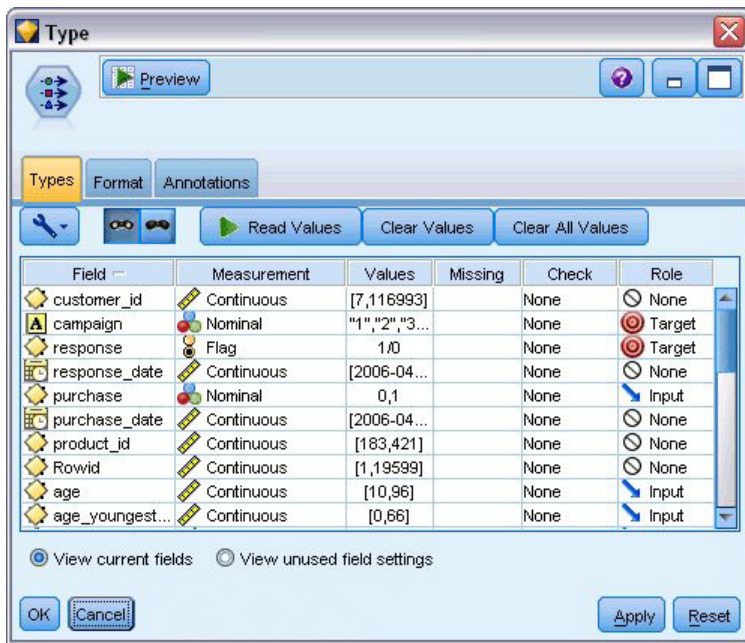 Type
Preview
?
Types Format Annotations
Read Values Clear Values Clear All Values
Field Measurement Values Missing Check Role
customer_id Continuous [7,116993] None None
A campaign Nominal "1","2","3... None Target
response Flag 1/0 None Target
response_date Continuous [2006-04... None None
purchase Nominal 0,1 None Input
purchase_date Continuous [2006-04... None None
product_id Continuous [183,421] None None
Rowid Continuous [1,19599] None None
age Continuous [10,96] None Input
age_youngest... Continuous [0,66] None Input
View current fields View unused field settings
OK Cancel Apply Reset